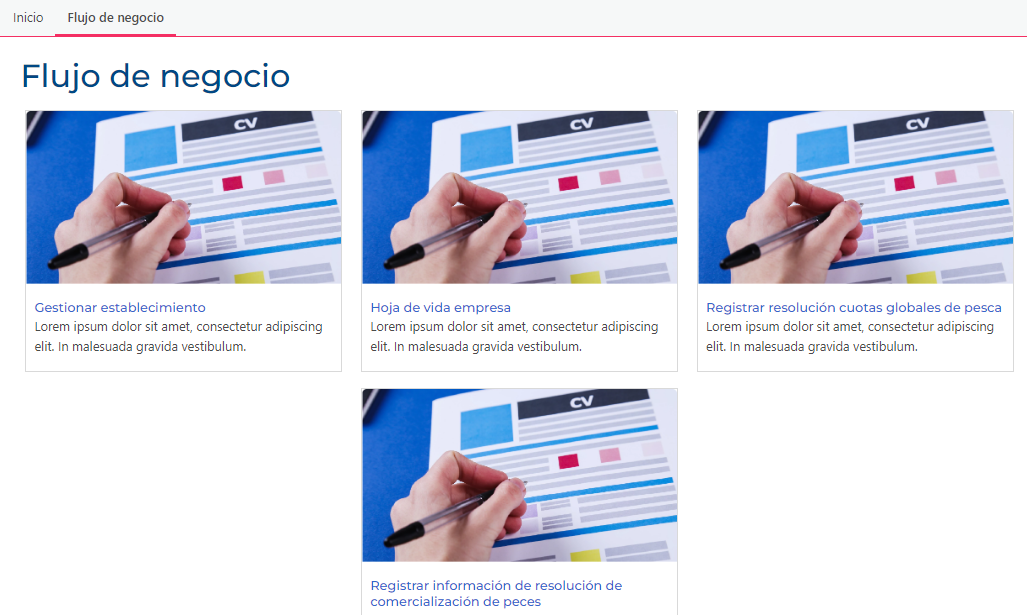 Inicio Flujo de negocio
Flujo de negocio
CV
CV
CV
Gestionar establecimiento
Lorem ipsum dolor sit amet, consectetur adipiscing
elit. In malesuada gravida vestibulum.
Hoja de vida empresa
Lorem ipsum dolor sit amet, consectetur adipiscing
elit. In malesuada gravida vestibulum.
Registrar resolución cuotas globales de pesca
Lorem ipsum dolor sit amet, consectetur adipiscing
elit. In malesuada gravida vestibulum.
CV
Registrar información de resolución de
comercialización de peces